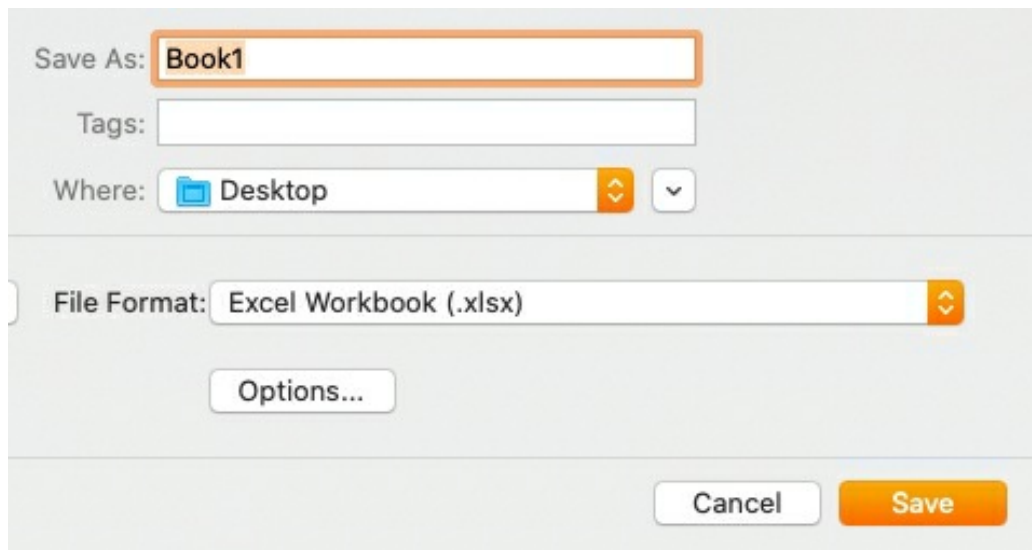 Save As: Book1
Tags:
Where: Desktop
File Format: Excel Workbook (.xlsx)
Options...
Cancel Save